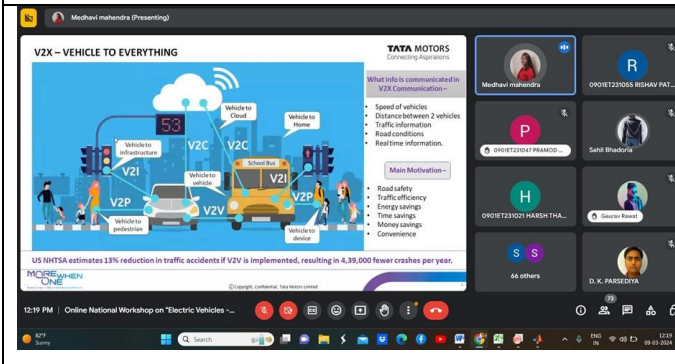 Medhavi mahendra (Presenting)
V2X – VEHICLE TO EVERYTHING
TATA MOTORS
Connecting Aspirations
53
Vehicle to
Cloud
Vehicle to
Home
Vehicle to
infrastructure
V2C
V2C
School Bus
Vehicle to
vehicle
V2I
V2I
V2P
V2P
V2V
Vehicle to
pedestrian
Vehicle to
device
What info is communicated in
V2X Communication –
• Speed of vehicles
• Distance between 2 vehicles
• Traffic information
• Road conditions
• Real time information.
Main Motivation –
• Road safety
• Traffic efficiency
• Energy savings
• Time savings
• Money savings
• Convenience
US NHTSA estimates 13% reduction in traffic accidents if V2V is implemented, resulting in 4,39,000 fewer crashes per year.
MORE WHEN
ONE
© Copyright, Confidential, Tata Motors Limited
Medhavi mahendra
R
0901ET231055 RISHAV PAT...
P
0901ET231047 PRAMOD ...
Sahil Bhadoria
H
0901ET231021 HARSH THA...
Gaurav Rawat
S S
66 others
D. K. PARSEDIYA
12:19 PM | Online National Workshop on "Electric Vehicles -...
73
82°F
Sunny
Search
ENG
IN
12:19
09-03-2024